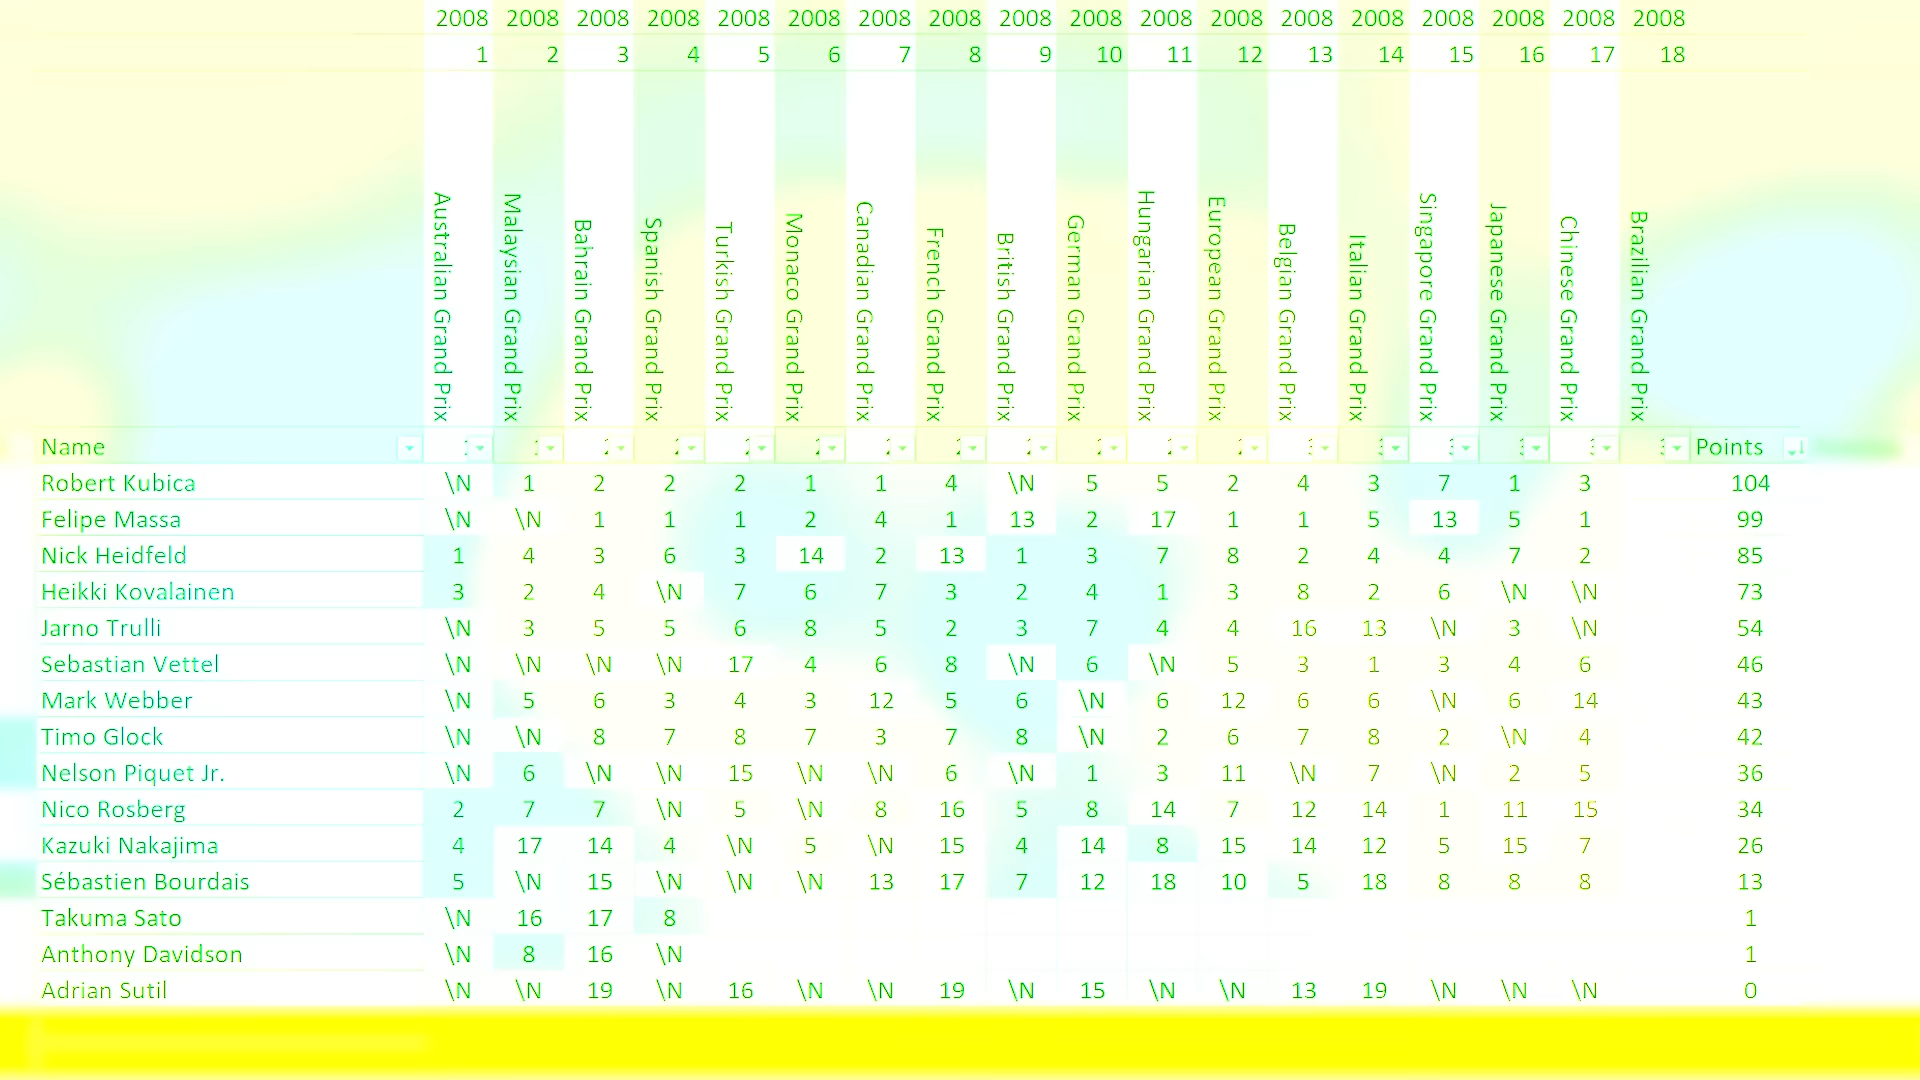 2008 2008 2008 2008 2008 2008 2008 2008 2008 2008 2008 2008 2008 2008 2008 2008 2008 2008
1 2 3 4 5 6 7 8 9 10 11 12 13 14 15 16 17 18
Australian Grand Prix
Malaysian Grand Prix
Bahrain Grand Prix
Spanish Grand Prix
Turkish Grand Prix
Monaco Grand Prix
Canadian Grand Prix
French Grand Prix
British Grand Prix
German Grand Prix
Hungarian Grand Prix
European Grand Prix
Belgian Grand Prix
Italian Grand Prix
Singapore Grand Prix
Japanese Grand Prix
Chinese Grand Prix
Brazilian Grand Prix
Name Points
Robert Kubica \N 1 2 2 2 1 1 4 \N 5 5 2 4 3 7 1 3 104
Felipe Massa \N \N 1 1 1 2 4 1 13 2 17 1 1 5 13 5 1 99
Nick Heidfeld 1 4 3 6 3 14 2 13 1 3 7 8 2 4 4 7 2 85
Heikki Kovalainen 3 2 4 \N 7 6 7 3 2 4 1 3 8 2 6 \N \N 73
Jarno Trulli \N 3 5 5 6 8 5 2 3 7 4 4 16 13 \N 3 \N 54
Sebastian Vettel \N \N \N \N 17 4 6 8 \N 6 \N 5 3 1 3 4 6 46
Mark Webber \N 5 6 3 4 3 12 5 6 \N 6 12 6 6 \N 6 14 43
Timo Glock \N \N 8 7 8 7 3 7 8 \N 2 6 7 8 2 \N 4 42
Nelson Piquet Jr. \N 6 \N \N 15 \N \N 6 \N 1 3 11 \N 7 \N 2 5 36
Nico Rosberg 2 7 7 \N 5 \N 8 16 5 8 14 7 12 14 1 11 15 34
Kazuki Nakajima 4 17 14 4 \N 5 \N 15 4 14 8 15 14 12 5 15 7 26
Sébastien Bourdais 5 \N 15 \N \N \N 13 17 7 12 18 10 5 18 8 8 8 13
Takuma Sato \N 16 17 8 1
Anthony Davidson \N 8 16 \N 1
Adrian Sutil \N \N 19 \N 16 \N \N 19 \N 15 \N \N 13 19 \N \N \N 0